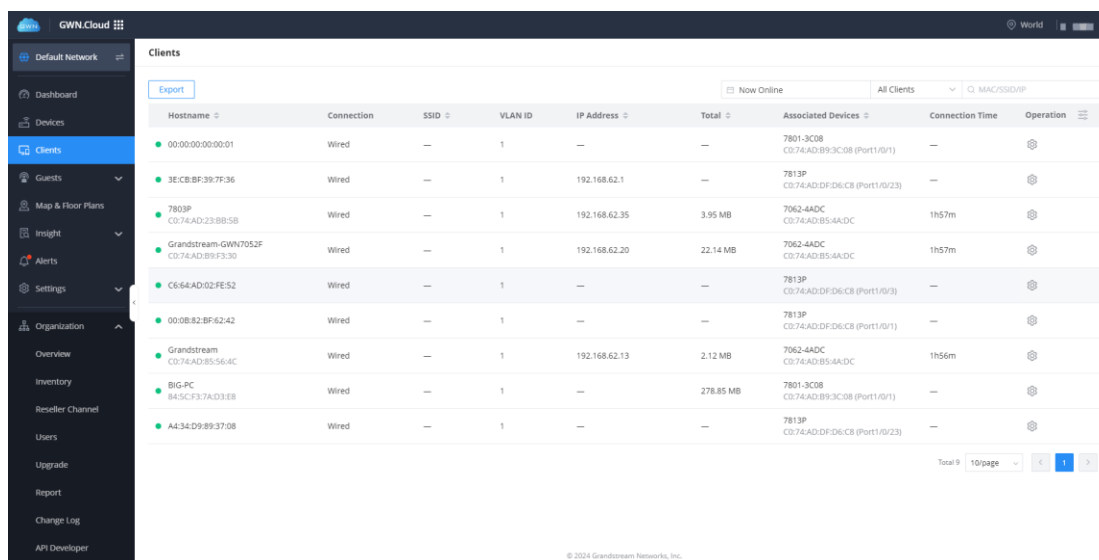 GWN GWN.Cloud World
Default Network
Dashboard
Devices
Clients
Guests
Map & Floor Plans
Insight
Alerts
Settings
Organization
Overview
Inventory
Reseller Channel
Users
Upgrade
Report
Change Log
API Developer
Clients
Export Now Online All Clients MAC/SSID/IP
Hostname Connection SSID VLAN ID IP Address Total Associated Devices Connection Time Operation
00:00:00:00:00:01 Wired — 1 — — 7801-3C08 —
C0:74:AD:B9:3C:08 (Port1/0/1)
3E:CB:BF:39:7F:36 Wired — 1 192.168.62.1 — 7813P —
C0:74:AD:DF:D6:C8 (Port1/0/23)
7803P Wired — 1 192.168.62.35 3.95 MB 7062-4ADC 1h57m
C0:74:AD:23:BB:5B C0:74:AD:B5:4A:DC
Grandstream-GWN7052F Wired — 1 192.168.62.20 22.14 MB 7062-4ADC 1h57m
C0:74:AD:B9:F3:30 C0:74:AD:B5:4A:DC
C6:64:AD:02:FE:52 Wired — 1 — — 7813P —
C0:74:AD:DF:D6:C8 (Port1/0/3)
00:0B:82:BF:62:42 Wired — 1 — — 7813P —
C0:74:AD:DF:D6:C8 (Port1/0/1)
Grandstream Wired — 1 192.168.62.13 2.12 MB 7062-4ADC 1h56m
C0:74:AD:85:56:4C C0:74:AD:B5:4A:DC
BIG-PC Wired — 1 — 278.85 MB 7801-3C08 —
84:5C:F3:7A:D3:E8 C0:74:AD:B9:3C:08 (Port1/0/1)
A4:34:D9:89:37:08 Wired — 1 — — 7813P —
C0:74:AD:DF:D6:C8 (Port1/0/23)
Total 9 10/page < 1 >
© 2024 Grandstream Networks, Inc.